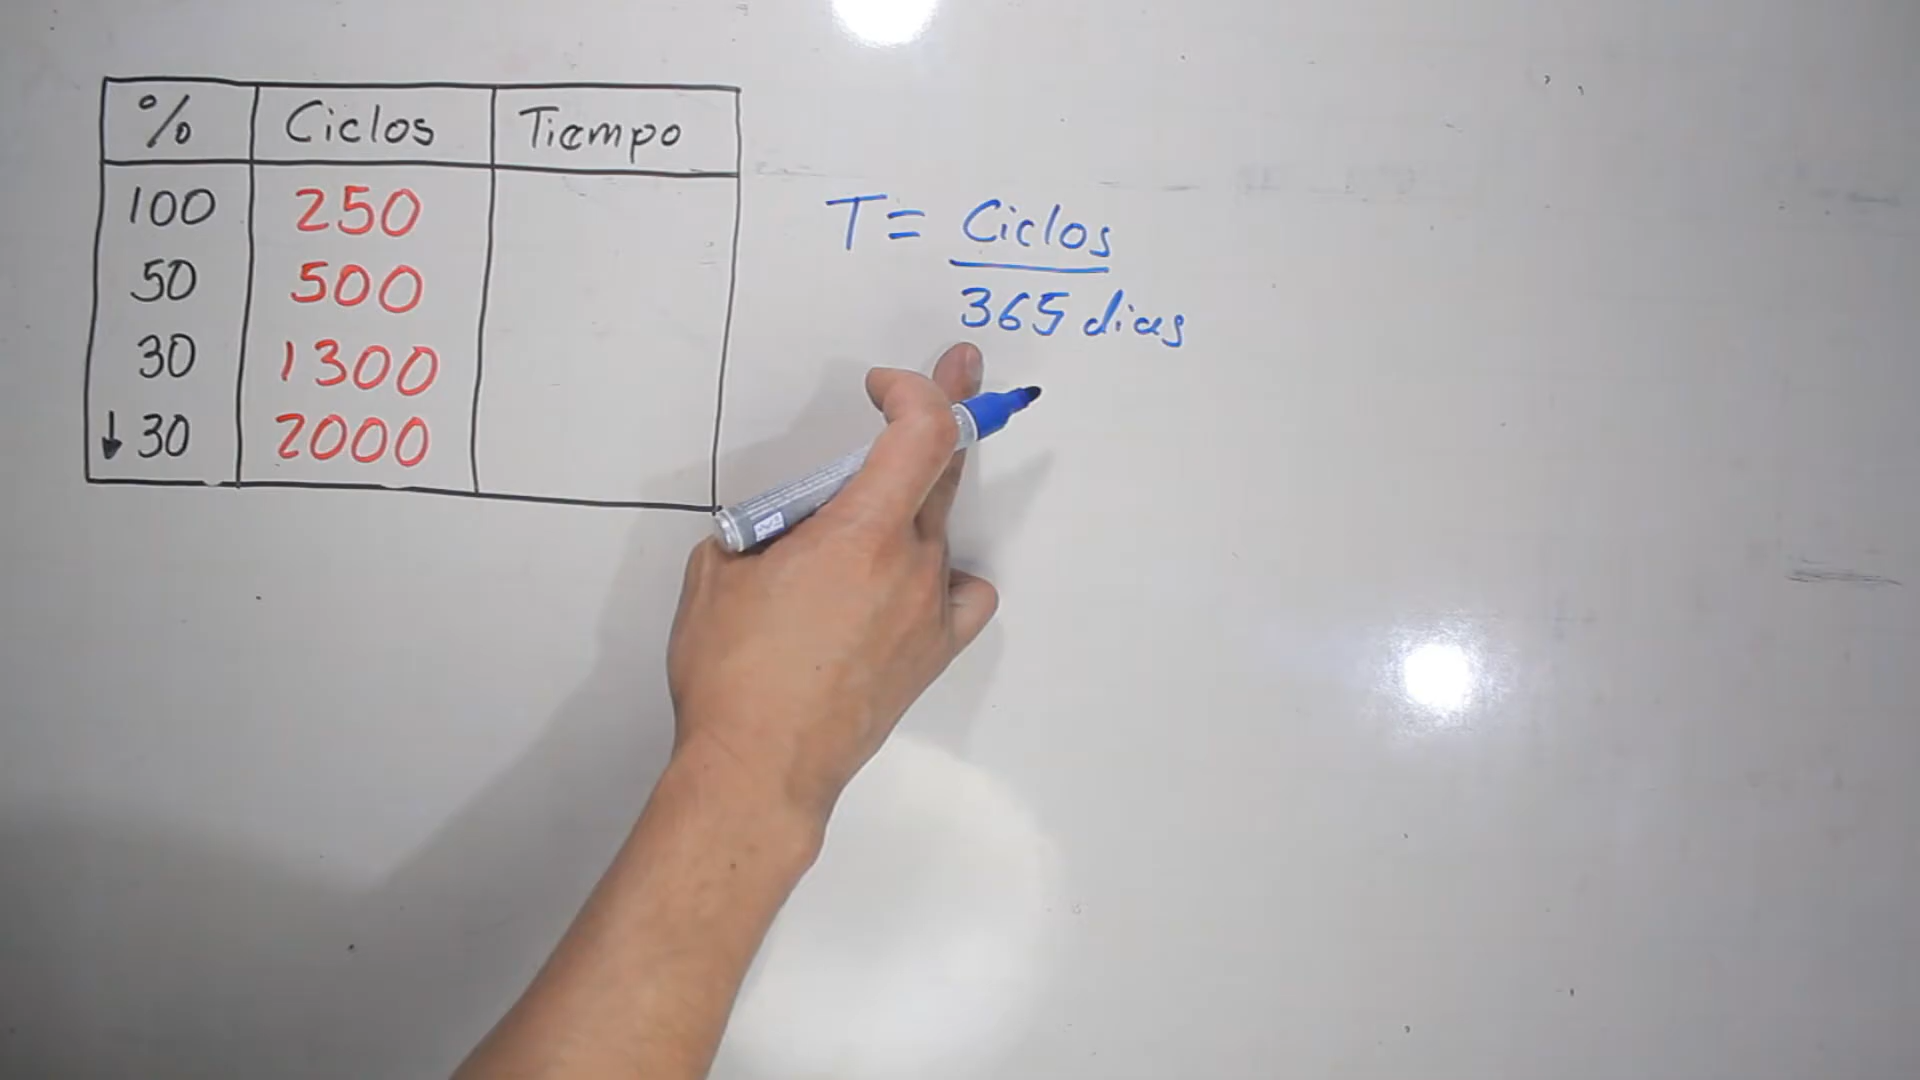 % Ciclos Tiempo
100 250
50 500
30 1300
↓30 2000
T = Ciclos
365 dias